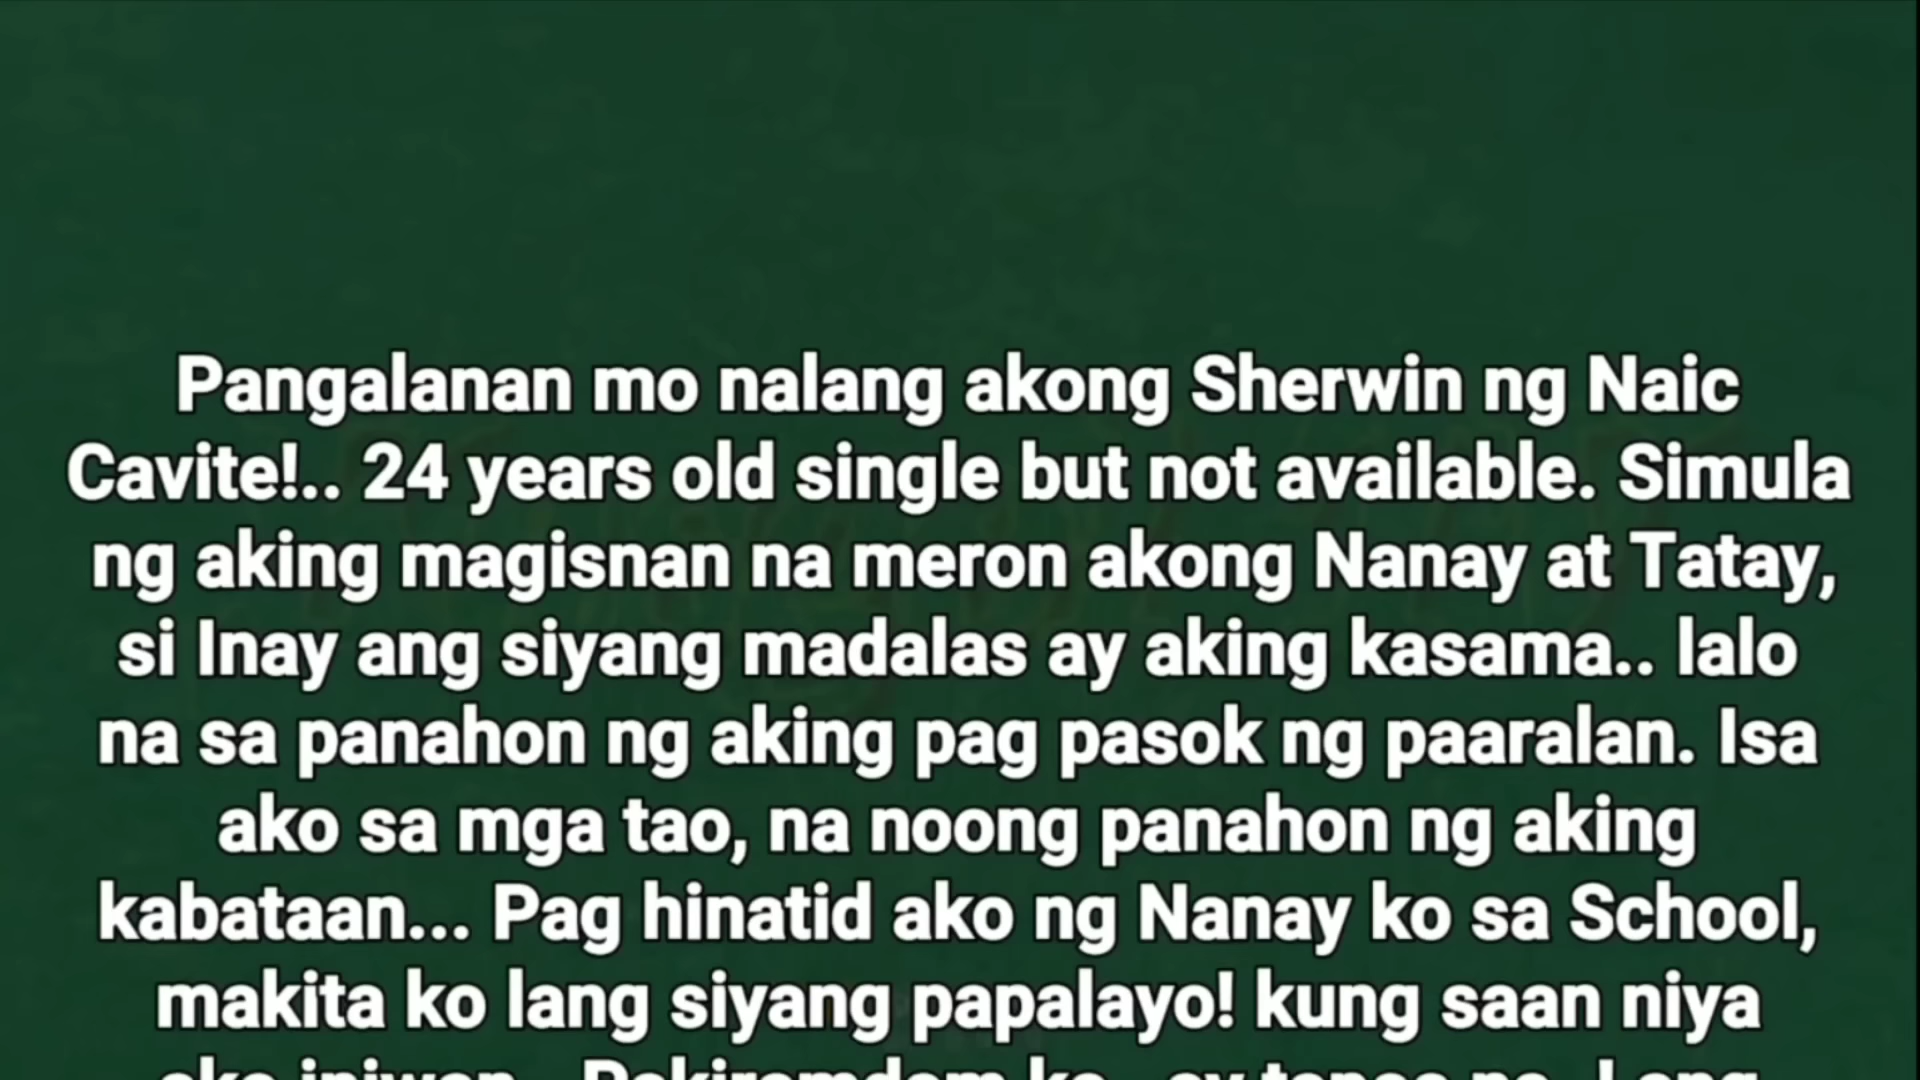 Pangalanan mo nalang akong Sherwin ng Naic
Cavite!.. 24 years old single but not available. Simula
ng aking magisnan na meron akong Nanay at Tatay,
si Inay ang siyang madalas ay aking kasama.. lalo
na sa panahon ng aking pag pasok ng paaralan. Isa
ako sa mga tao, na noong panahon ng aking
kabataan... Pag hinatid ako ng Nanay ko sa School,
makita ko lang siyang papalayo! kung saan niya